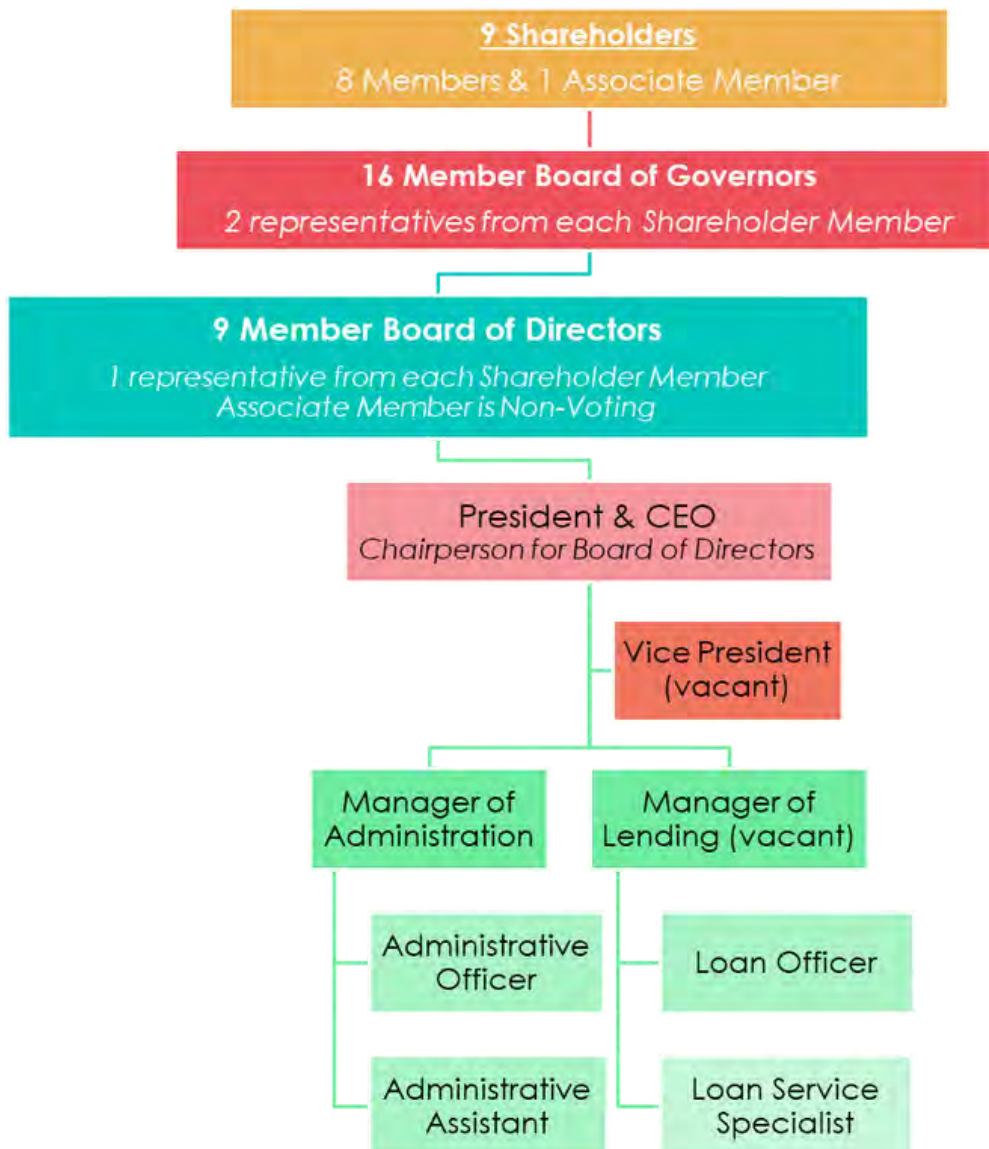 9 Shareholders
8 Members & 1 Associate Member
16 Member Board of Governors
2 representatives from each Shareholder Member
9 Member Board of Directors
1 representative from each Shareholder Member
Associate Member is Non-Voting
President & CEO
Chairperson for Board of Directors
Vice President
(vacant)
Manager of
Administration
Manager of
Lending (vacant)
Administrative
Officer
Loan Officer
Administrative
Assistant
Loan Service
Specialist